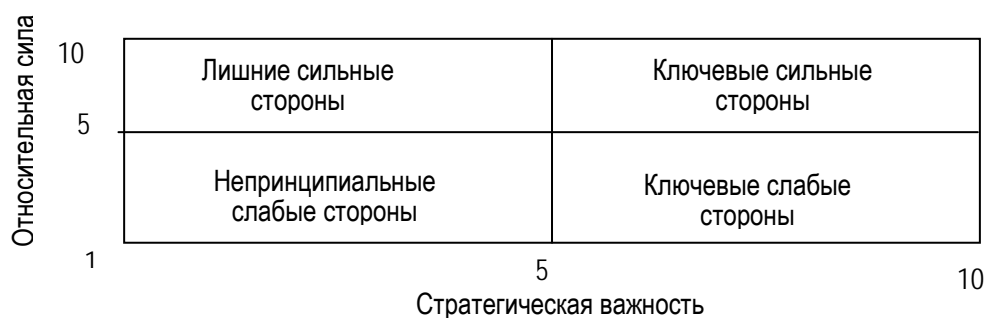 Относительная сила
10
Лишние сильные
стороны
Ключевые сильные
стороны
5
Непринципиальные
слабые стороны
Ключевые слабые
стороны
1
5
10
Стратегическая важность